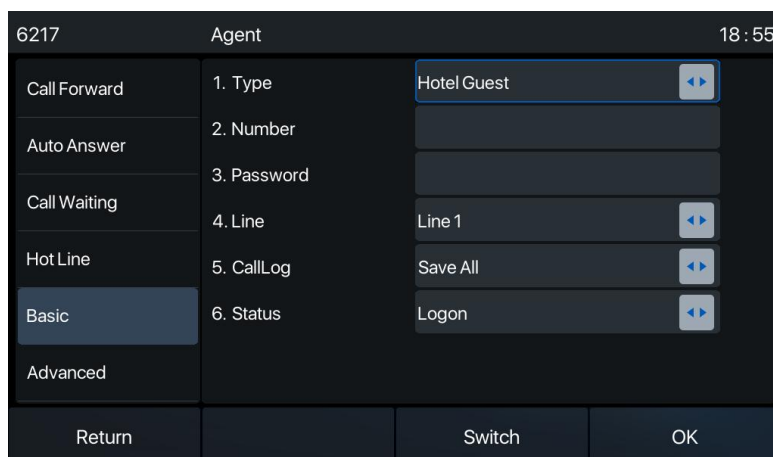 6217 Agent 18:55
Call Forward
Auto Answer
Call Waiting
Hot Line
Basic
Advanced
1. Type Hotel Guest
2. Number
3. Password
4. Line Line 1
5. CallLog Save All
6. Status Logon
Return Switch OK